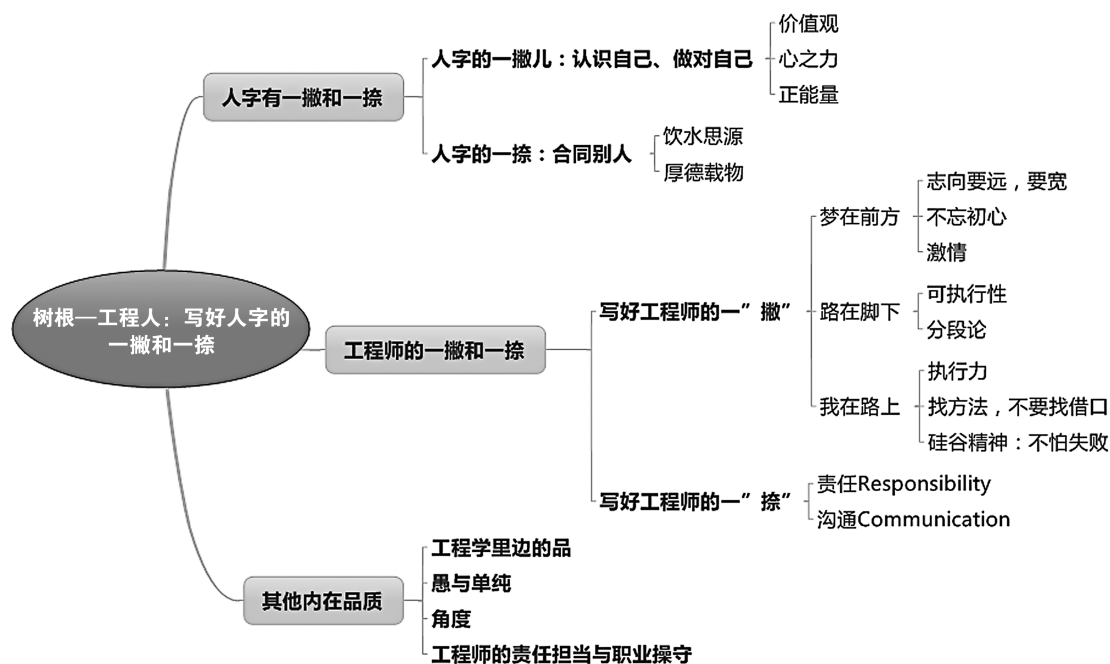 树根—工程人：写好人字的
一撇和一捺
人字有一撇和一捺
人字的一撇儿：认识自己、做对自己
价值观
心之力
正能量
人字的一捺：合同别人
饮水思源
厚德载物
工程师的一撇和一捺
写好工程师的一”撇”
梦在前方
志向要远，要宽
不忘初心
激情
路在脚下
可执行性
分段论
我在路上
执行力
找方法，不要找借口
硅谷精神：不怕失败
写好工程师的一”捺”
责任Responsibility
沟通Communication
其他内在品质
工程学里边的品
愚与单纯
角度
工程师的责任担当与职业操守